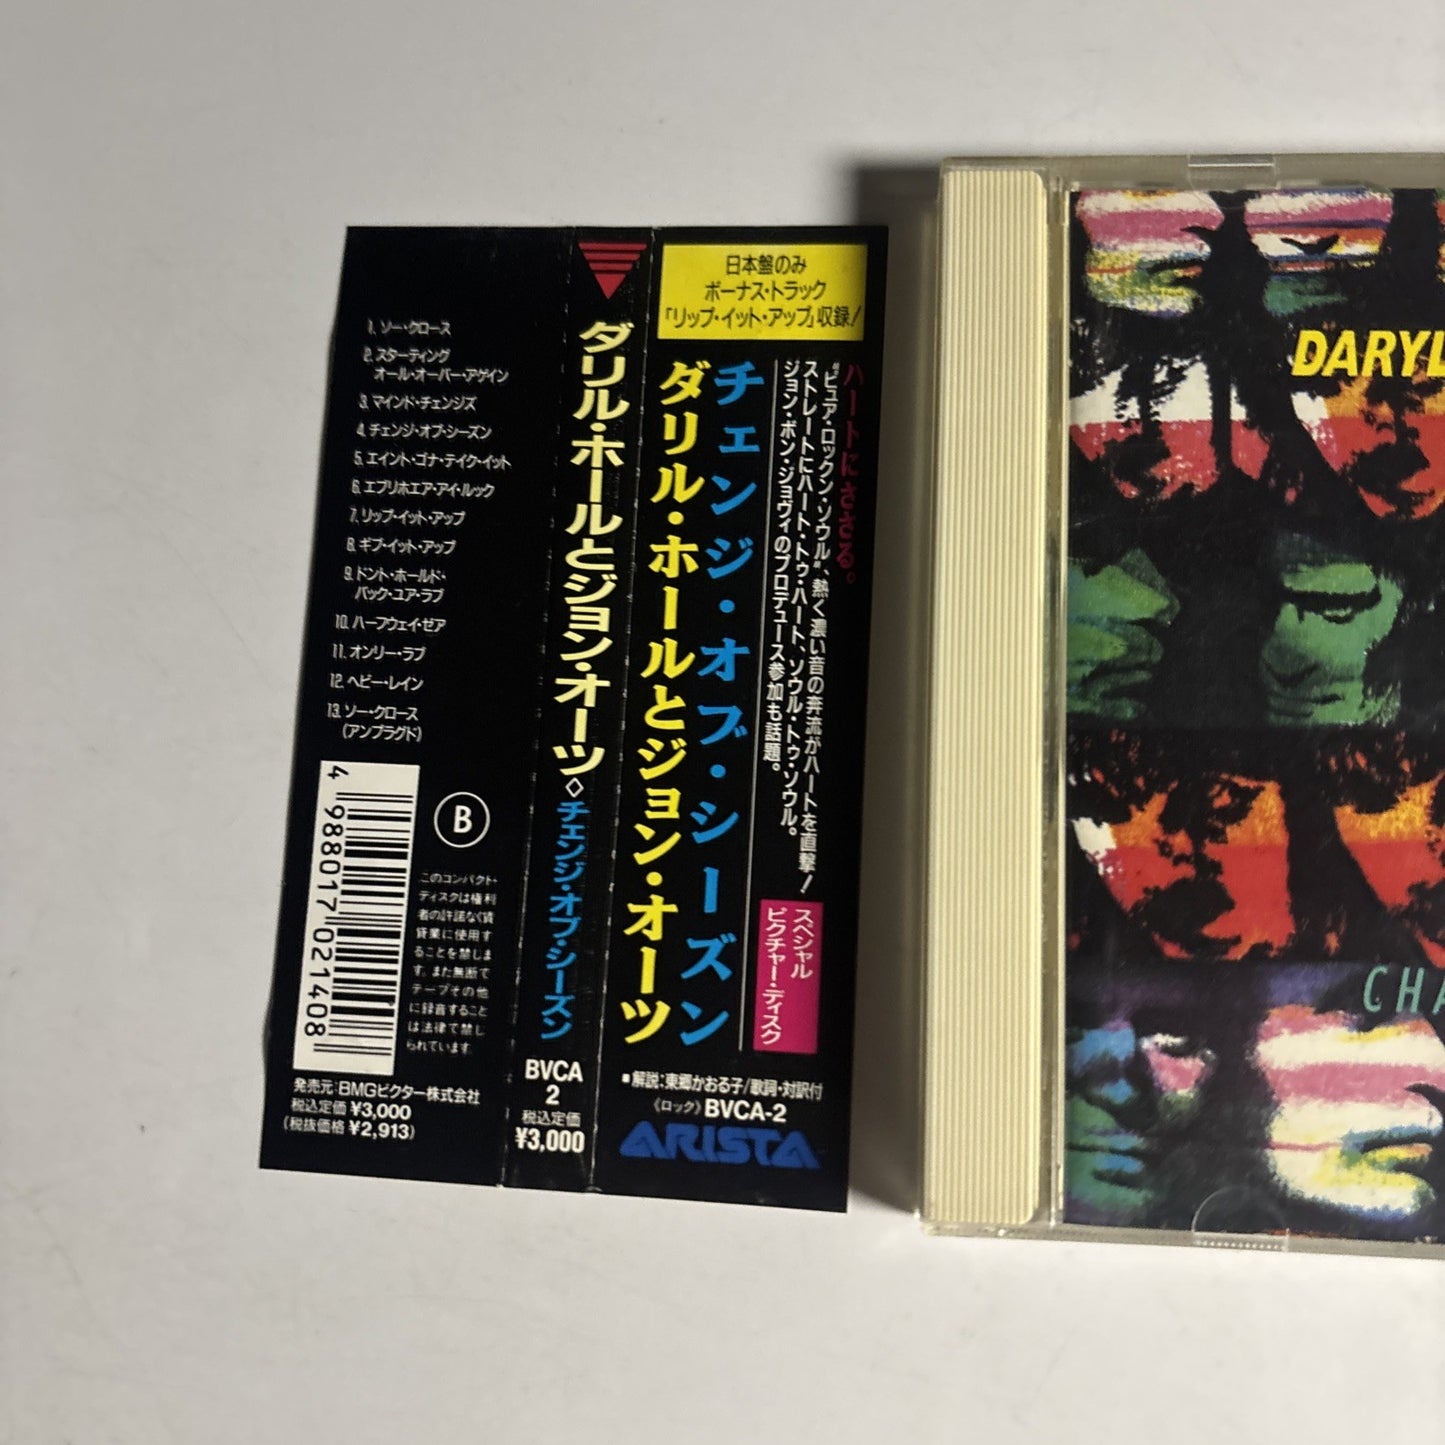 1. ソー・クロース
2. スターティング
オール・オーバー・アゲイン
3. マインド・チェンジズ
4. チェンジ・オブ・シーズン
5. エイント・ゴナ・テイク・イット
6. エブリホエア・アイ・ルック
7. リップ・イット・アップ
8. ギブ・イット・アップ
9. ドント・ホールド・
バック・ユア・ラブ
10. ハーフウェイ・ゼア
11. オンリー・ラブ
12. ヘビー・レイン
13. ソー・クロース
(アンプラグド)
4 988017 021408
B
このコンパクト・
ディスクは権利
者の許諾なく賃
貸業に使用す
ることを禁じま
す。また無断で
テープその他
に録音すること
は法律で禁じ
られています。
発売元:BMGビクター株式会社
税込定価 ¥3,000
(税抜価格 ¥2,913)
ダリル・ホールとジョン・オーツ◇チェンジ・オブ・シーズン
BVCA
2
税込定価
¥3,000
日本盤のみ
ボーナス・トラック
「リップ・イット・アップ」収録!
ハートにささる。
“ピュア・ロックン・ソウル”、熱く濃い音の奔流がハートを直撃!
ストレートにハート・トゥ・ハート、ソウル・トゥ・ソウル。
ジョン・ボン・ジョヴィのプロデュース参加も話題。
チェンジ・オブ・シーズン
ダリル・ホールとジョン・オーツ
スペシャル
ピクチャー・ディスク
■解説:東郷かおる子/歌詞・対訳付
《ロック》BVCA-2
ARISTA
DARYL
CHA